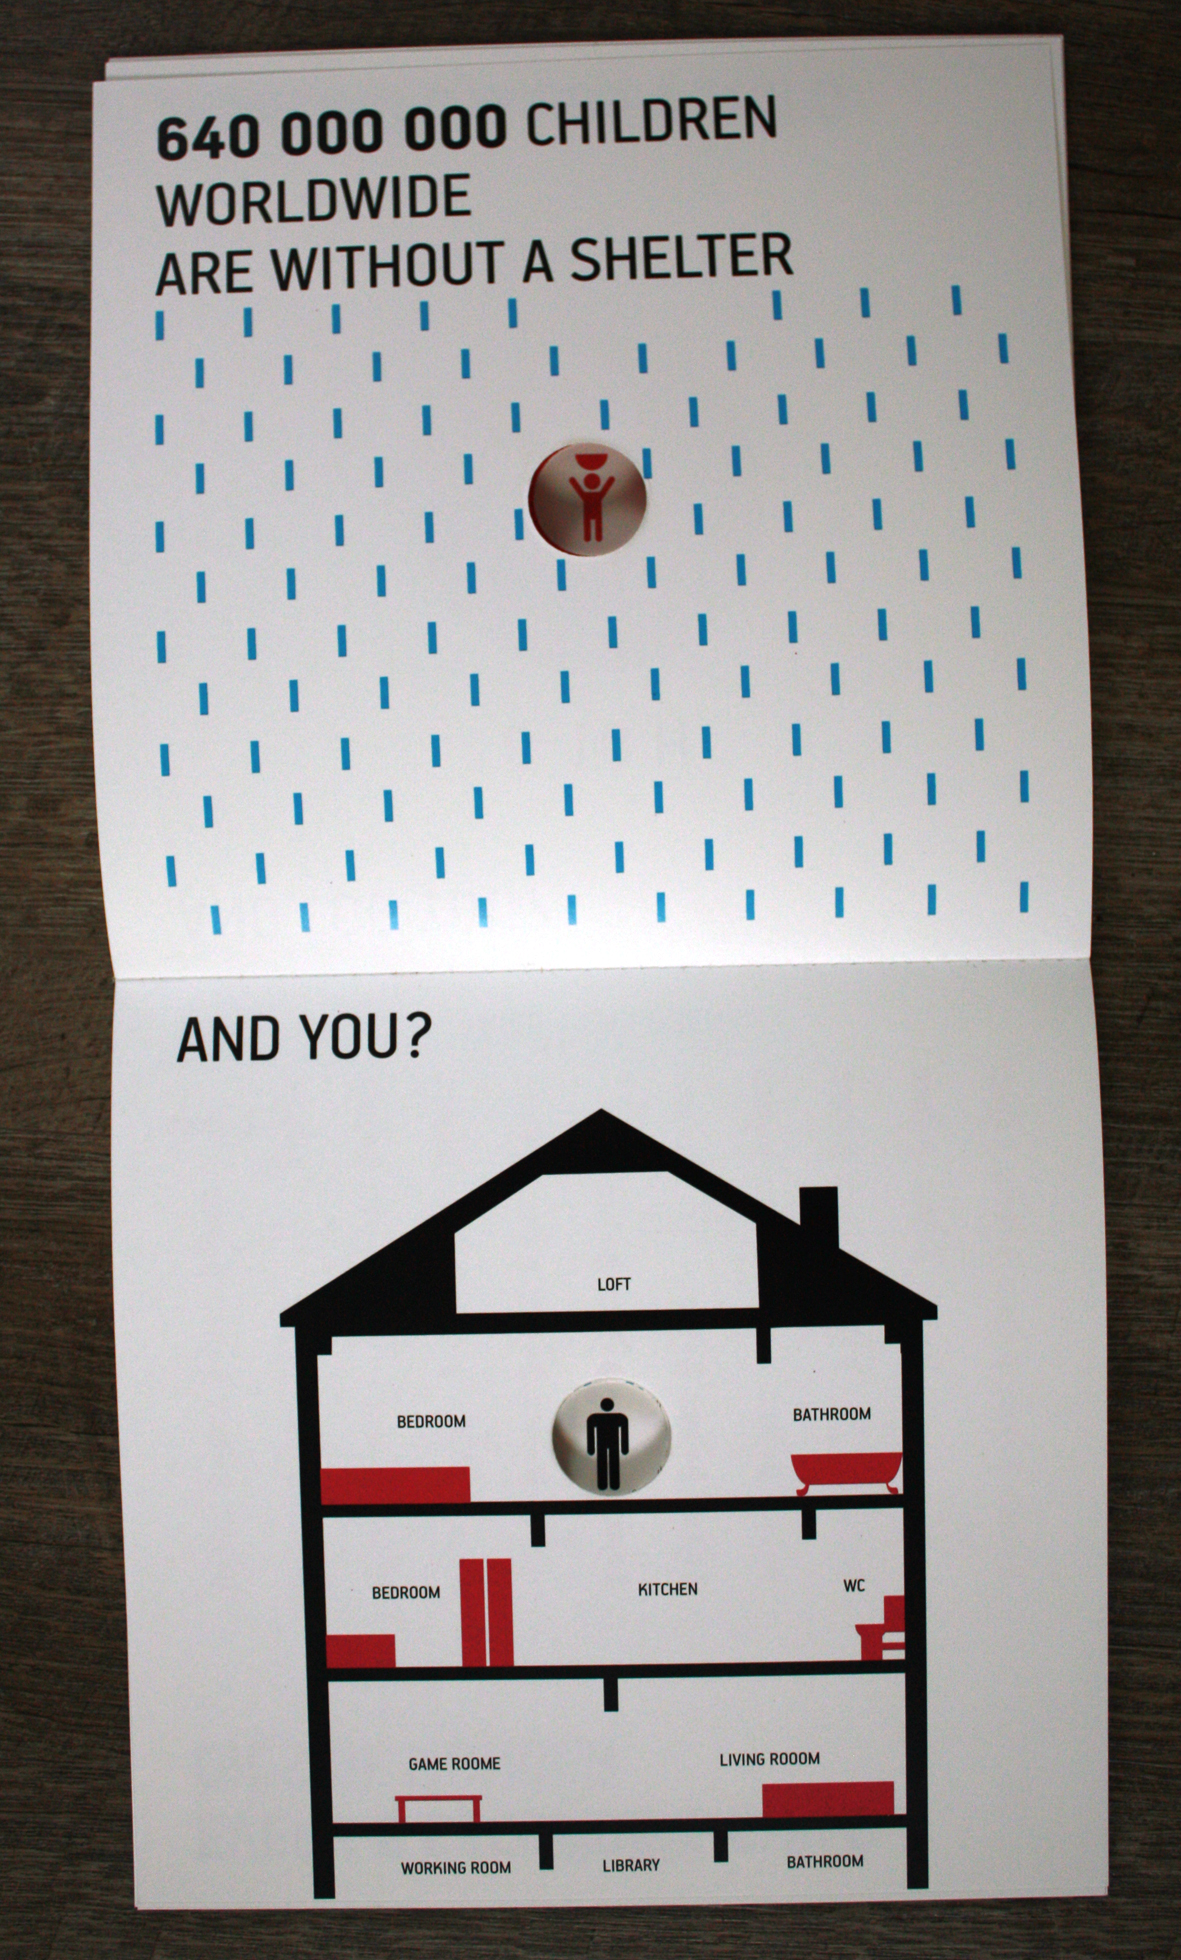 640 000 000 CHILDREN
WORLDWIDE
ARE WITHOUT A SHELTER
AND YOU?
LOFT
BEDROOM
BATHROOM
BEDROOM
KITCHEN
WC
GAME ROOME
LIVING ROOOM
WORKING ROOM
LIBRARY
BATHROOM